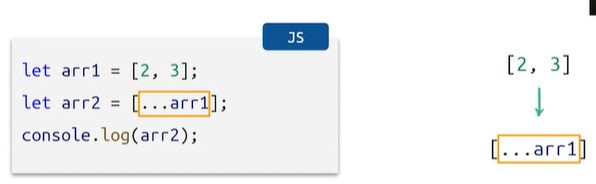 JS
let arr1 = [2, 3];
let arr2 = [...arr1];
console.log(arr2);
[2, 3]
[...arr1]